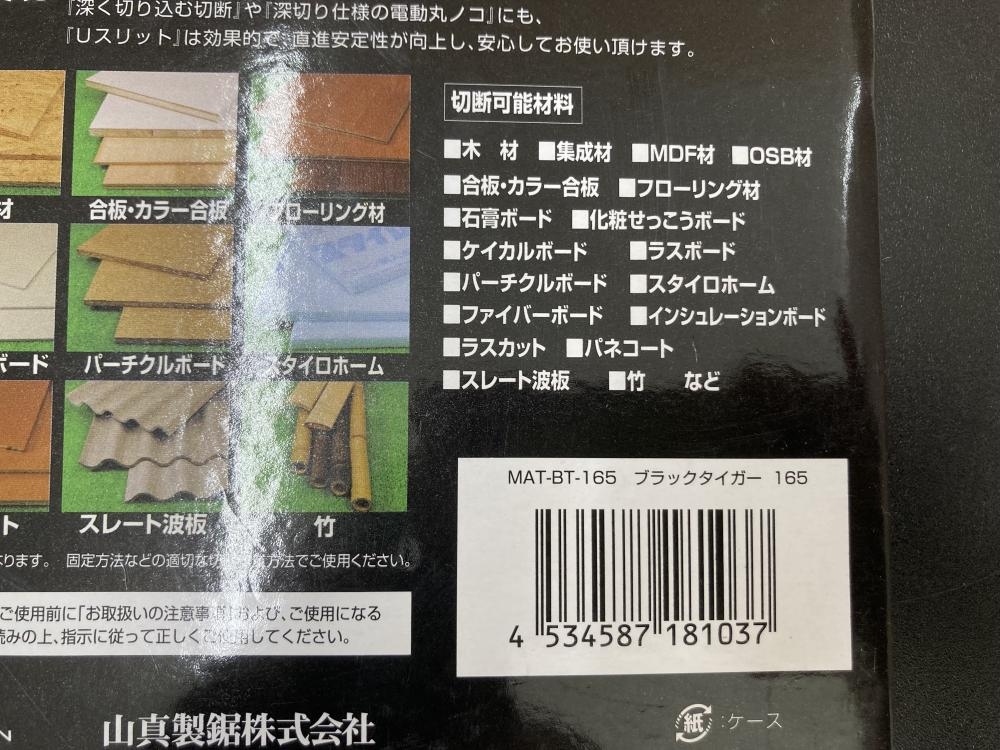 『深く切り込む切断』や『深切り仕様の電動丸ノコ』にも、
『Uスリット』は効果的で、直進安定性が向上し、安心してお使い頂けます。
切断可能材料
■木 材 ■集成材 ■MDF材 ■OSB材
■合板・カラー合板 ■フローリング材
■石膏ボード ■化粧せっこうボード
■ケイカルボード ■ラスボード
■パーチクルボード ■スタイロホーム
■ファイバーボード ■インシュレーションボード
■ラスカット ■パネコート
■スレート波板 ■竹 など
材 合板・カラー合板 フローリング材
ボード パーチクルボード スタイロホーム
ト スレート波板 竹
ります。 固定方法などの適切な切断方法でご使用ください。
ご使用前に「お取扱いの注意事項」および、ご使用になる
読みの上、指示に従って正しくご使用してください。
MAT-BT-165 ブラックタイガー 165
4 534587 181037
山真製鋸株式会社
紙:ケース